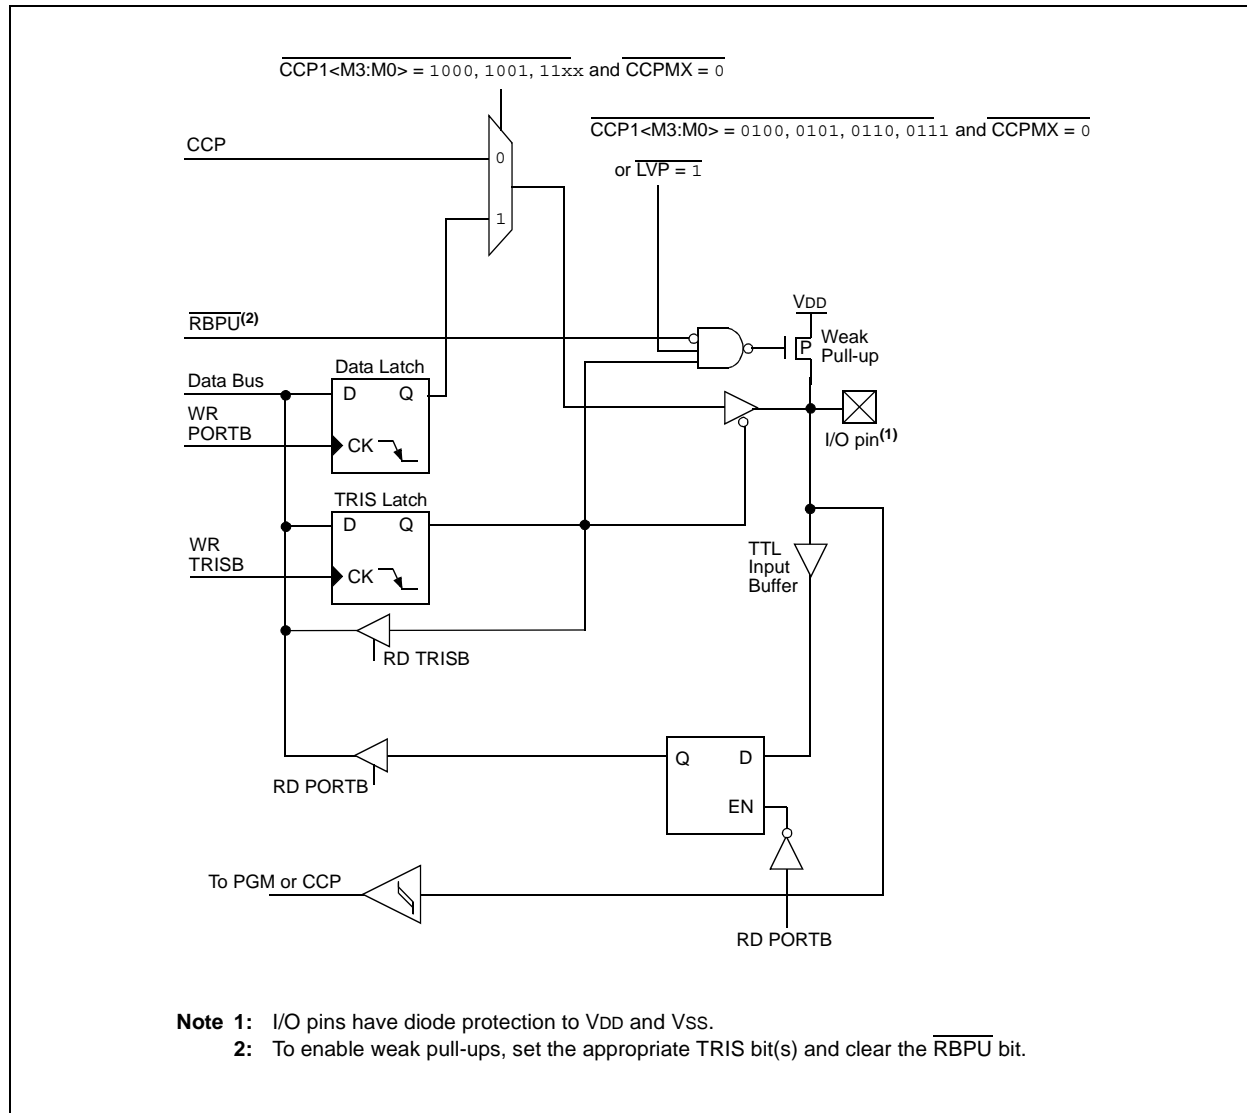 CCP1<M3:M0> = 1000, 1001, 11xx and CCPMX = 0
CCP1<M3:M0> = 0100, 0101, 0110, 0111 and CCPMX = 0
or LVP = 1
CCP
0
1
VDD
RBPU(2)
Weak
Pull-up
P
Data Latch
Data Bus
D Q
WR
PORTB
CK
I/O pin(1)
TRIS Latch
D Q
WR
TRISB
CK
TTL
Input
Buffer
RD TRISB
Q D
RD PORTB
EN
To PGM or CCP
RD PORTB
Note 1: I/O pins have diode protection to VDD and VSS.
2: To enable weak pull-ups, set the appropriate TRIS bit(s) and clear the RBPU bit.